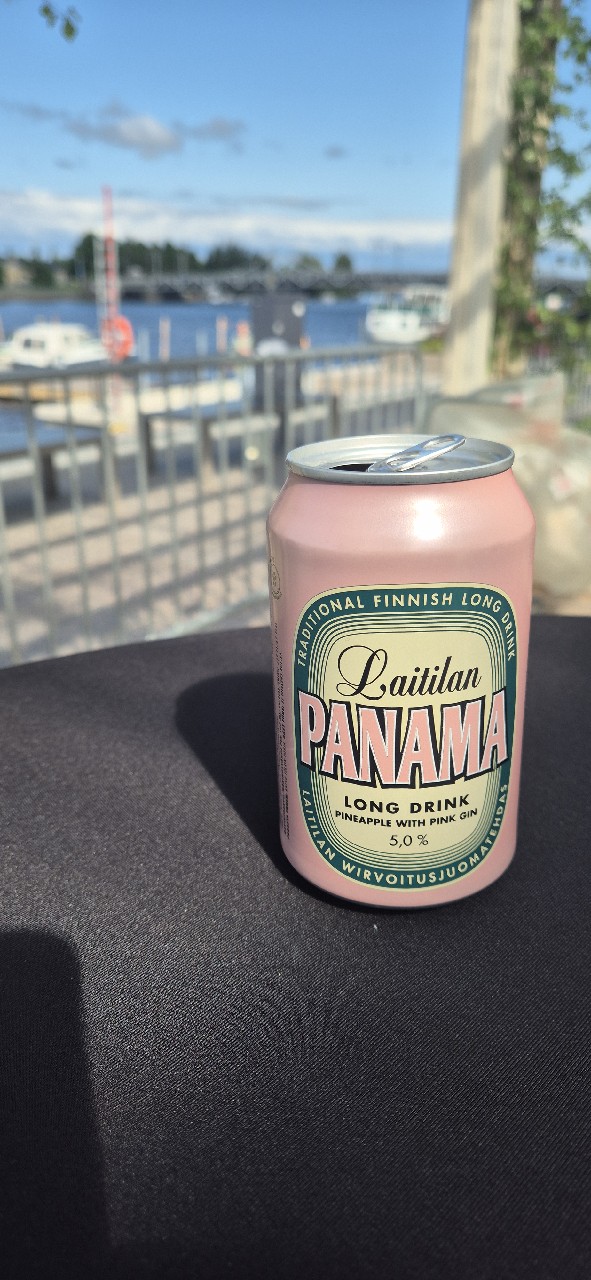 TRADITIONAL FINNISH LONG DRINK
Laitilan
PANAMA
LONG DRINK
PINEAPPLE WITH PINK GIN
5,0 %
LAITILAN WIRVOITUSJUOMATEHDAS